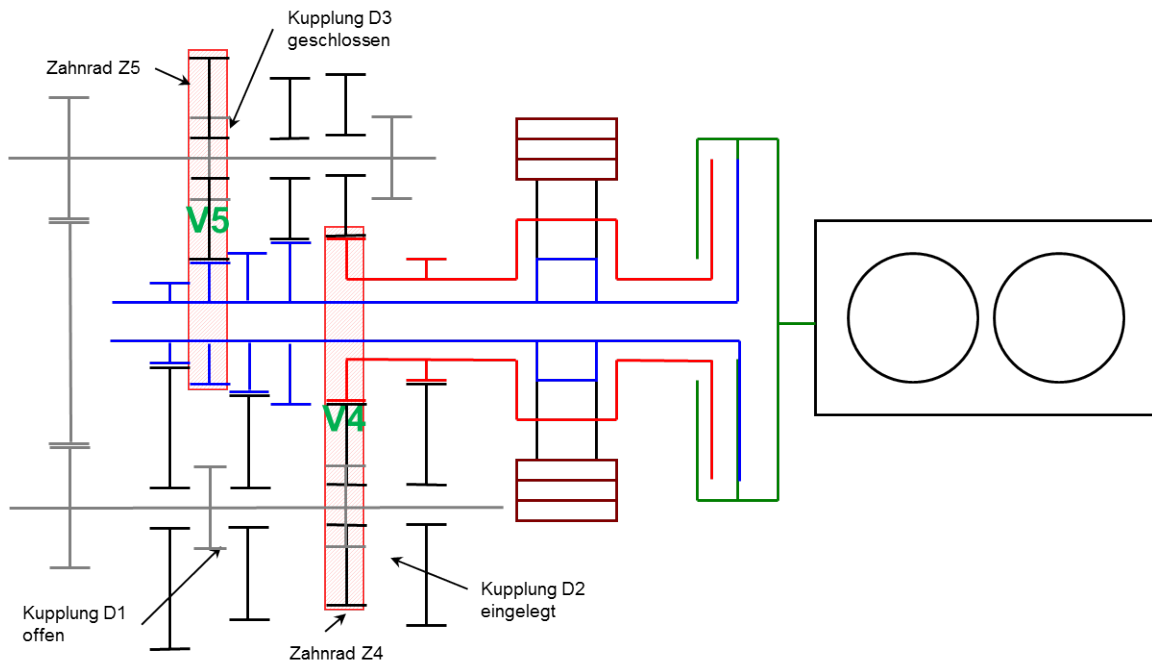 Kupplung D3
geschlossen
Zahnrad Z5
V5
V4
Kupplung D1
offen
Kupplung D2
eingelegt
Zahnrad Z4